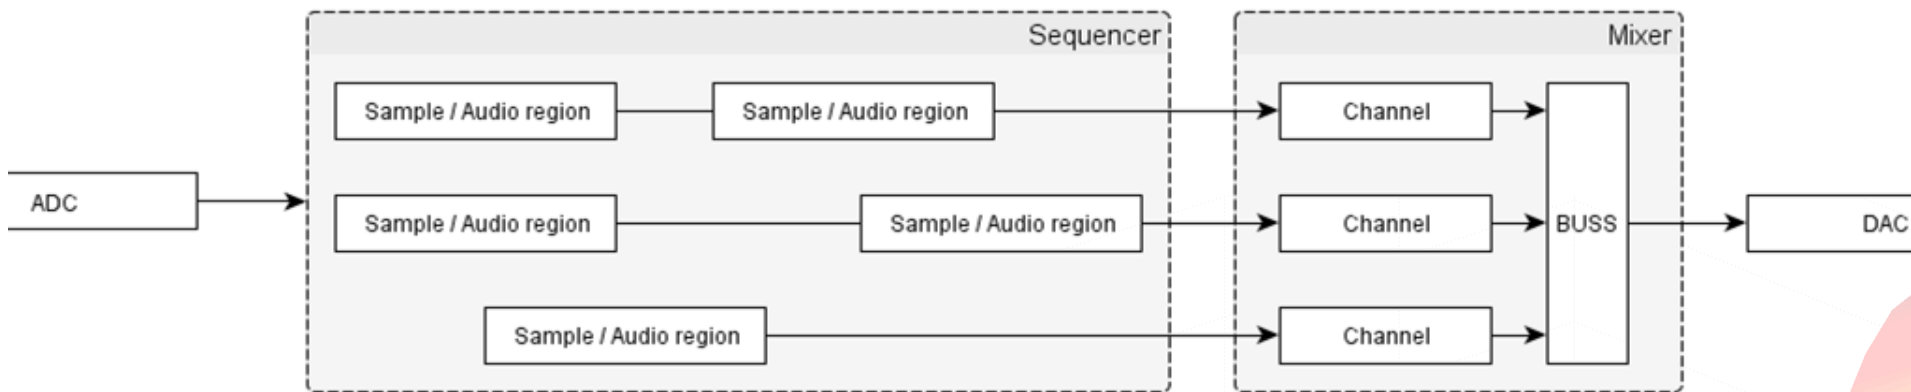 Sequencer
Mixer
Sample / Audio region
Sample / Audio region
Channel
ADC
Sample / Audio region
Sample / Audio region
Channel
BUSS
DAC
Sample / Audio region
Channel